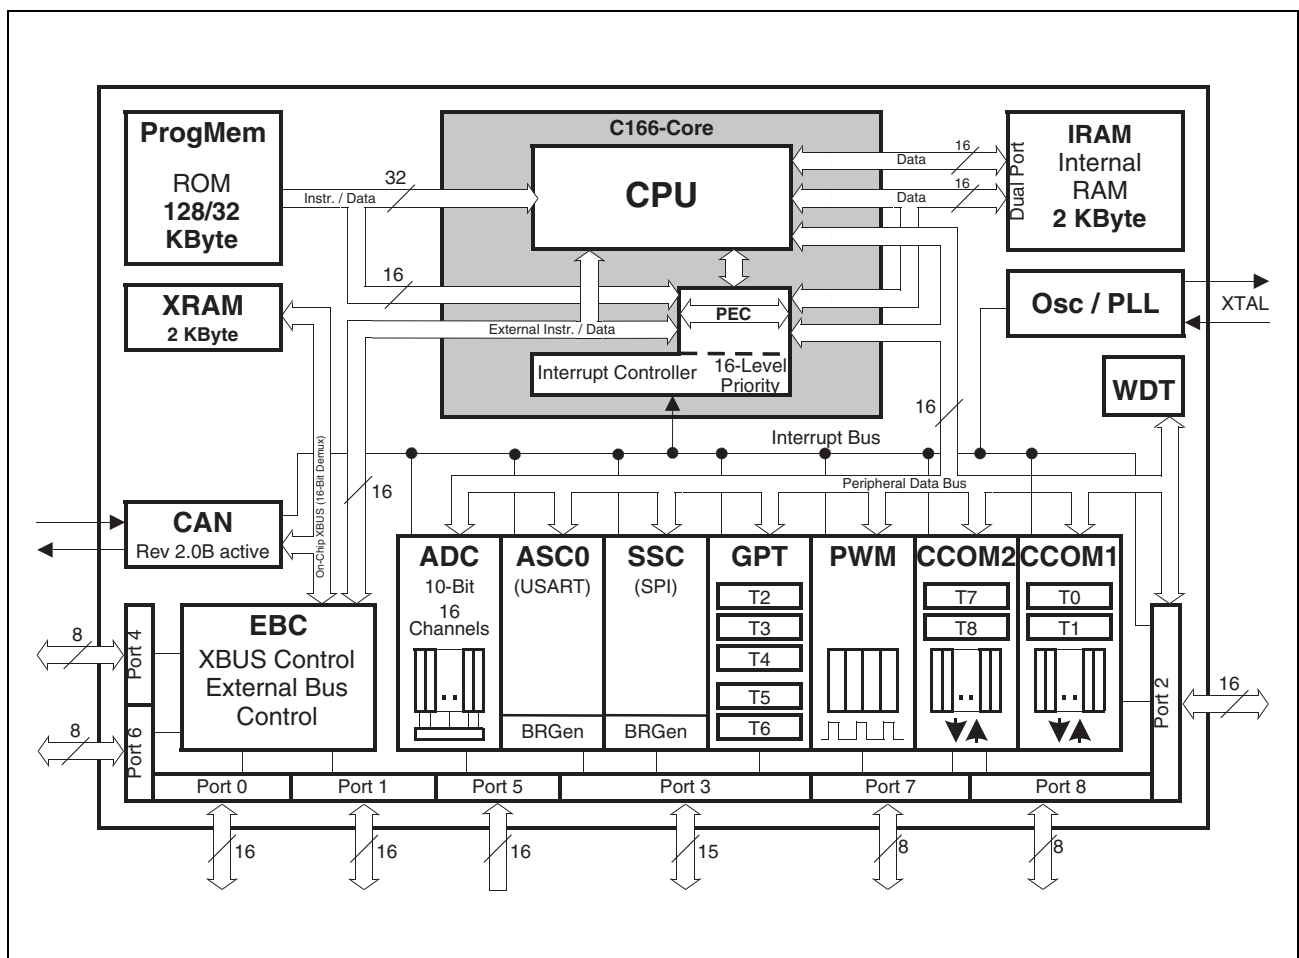 ProgMem
ROM
128/32
KByte
C166-Core
CPU
IRAM
Internal
RAM
2 KByte
Dual Port
16
Data
16
Data
32
Instr. / Data
16
XRAM
2 KByte
External Instr. / Data
PEC
Interrupt Controller
16-Level
Priority
Osc / PLL
XTAL
WDT
16
Interrupt Bus
Peripheral Data Bus
On-Chip XBUS (16-Bit Demux)
16
CAN
Rev 2.0B active
EBC
XBUS Control
External Bus
Control
ADC
10-Bit
16
Channels
ASC0
(USART)
BRGen
SSC
(SPI)
BRGen
GPT
T2
T3
T4
T5
T6
PWM
CCOM2
T7
T8
CCOM1
T0
T1
8
Port 4
8
Port 6
Port 2
16
Port 0
Port 1
Port 5
Port 3
Port 7
Port 8
16
16
16
15
8
8